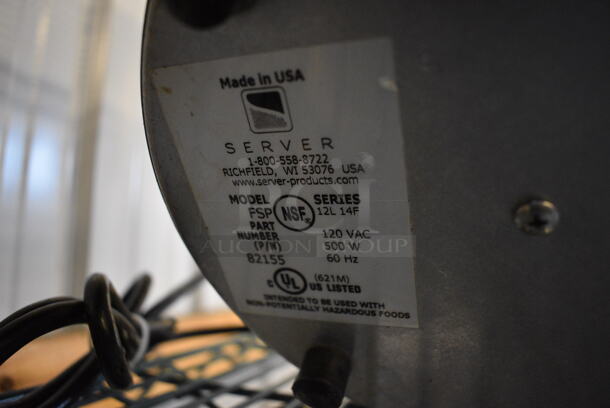 Made in USA
SERVER
1-800-558-8722
RICHFIELD, WI 53076 USA
www.server-products.com
MODEL SERIES
FSP NSF 12L 14F
PART
NUMBER 120 VAC
(P/N) 500 W
82155 60 Hz
C UL US LISTED (621M)
INTENDED TO BE USED WITH
NON-POTENTIALLY HAZARDOUS FOODS
AUCTION GROUP